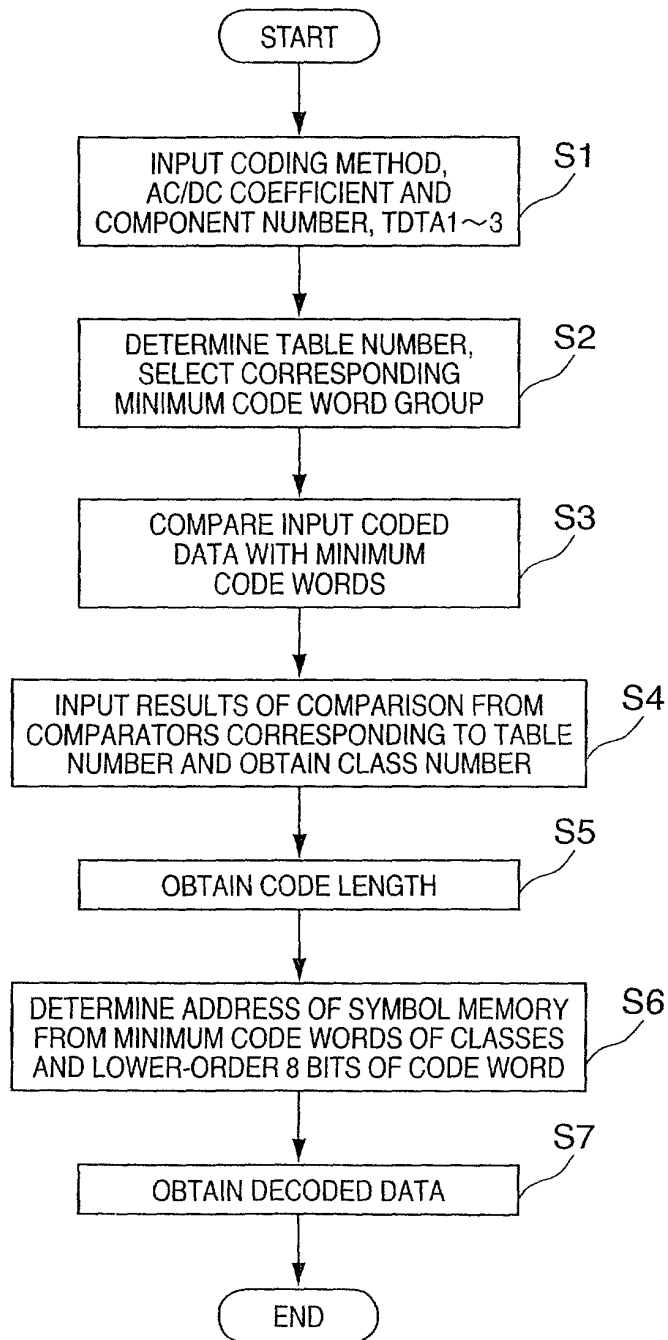 START
INPUT CODING METHOD,
AC/DC COEFFICIENT AND
COMPONENT NUMBER, TDTA1～3
S1
DETERMINE TABLE NUMBER,
SELECT CORRESPONDING
MINIMUM CODE WORD GROUP
S2
COMPARE INPUT CODED
DATA WITH MINIMUM
CODE WORDS
S3
INPUT RESULTS OF COMPARISON FROM
COMPARATORS CORRESPONDING TO TABLE
NUMBER AND OBTAIN CLASS NUMBER
S4
OBTAIN CODE LENGTH
S5
DETERMINE ADDRESS OF SYMBOL MEMORY
FROM MINIMUM CODE WORDS OF CLASSES
AND LOWER-ORDER 8 BITS OF CODE WORD
S6
OBTAIN DECODED DATA
S7
END